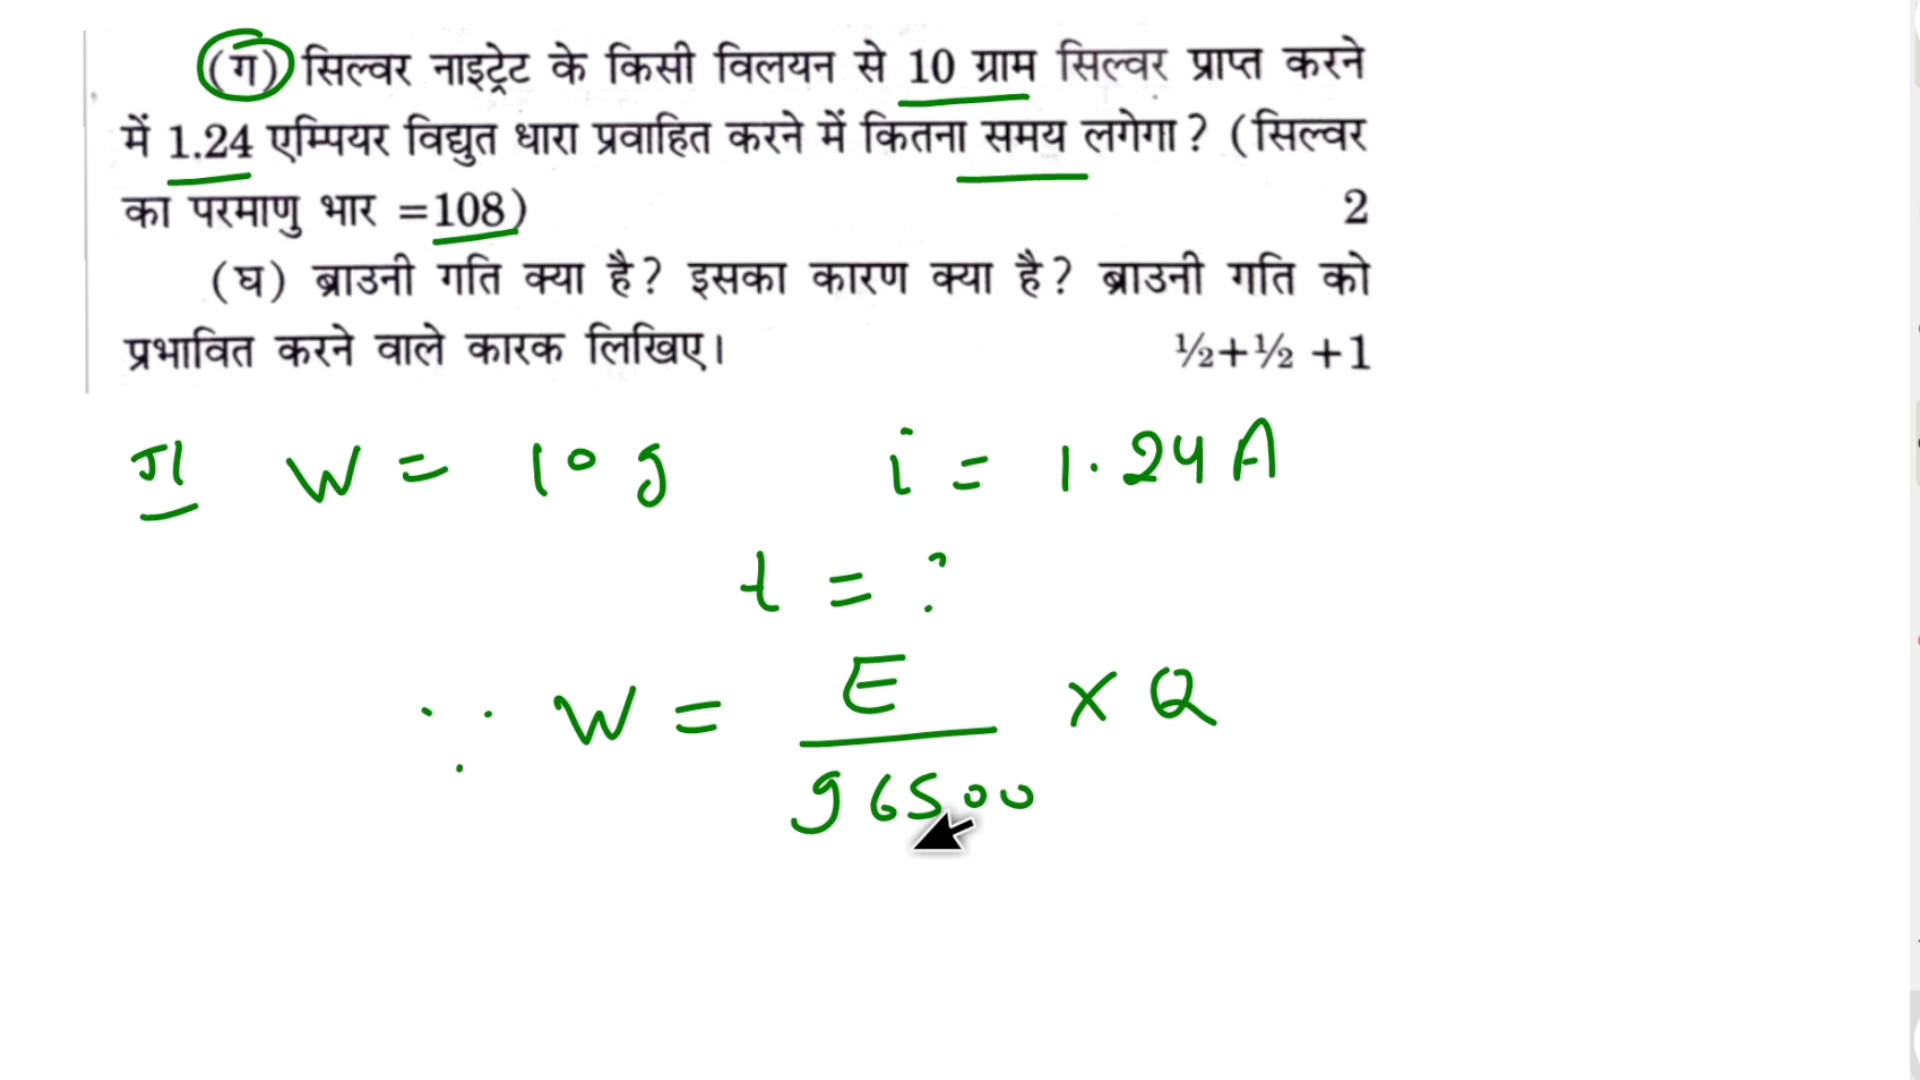 (ग) सिल्वर नाइट्रेट के किसी विलयन से 10 ग्राम सिल्वर प्राप्त करने
में 1.24 एम्पियर विद्युत धारा प्रवाहित करने में कितना समय लगेगा? (सिल्वर
का परमाणु भार =108) 2
(घ) ब्राउनी गति क्या है? इसका कारण क्या है? ब्राउनी गति को
प्रभावित करने वाले कारक लिखिए। ½+½ +1
ग W = 10 g i = 1.24 A
t = ?
∵ W = E
96500 × Q